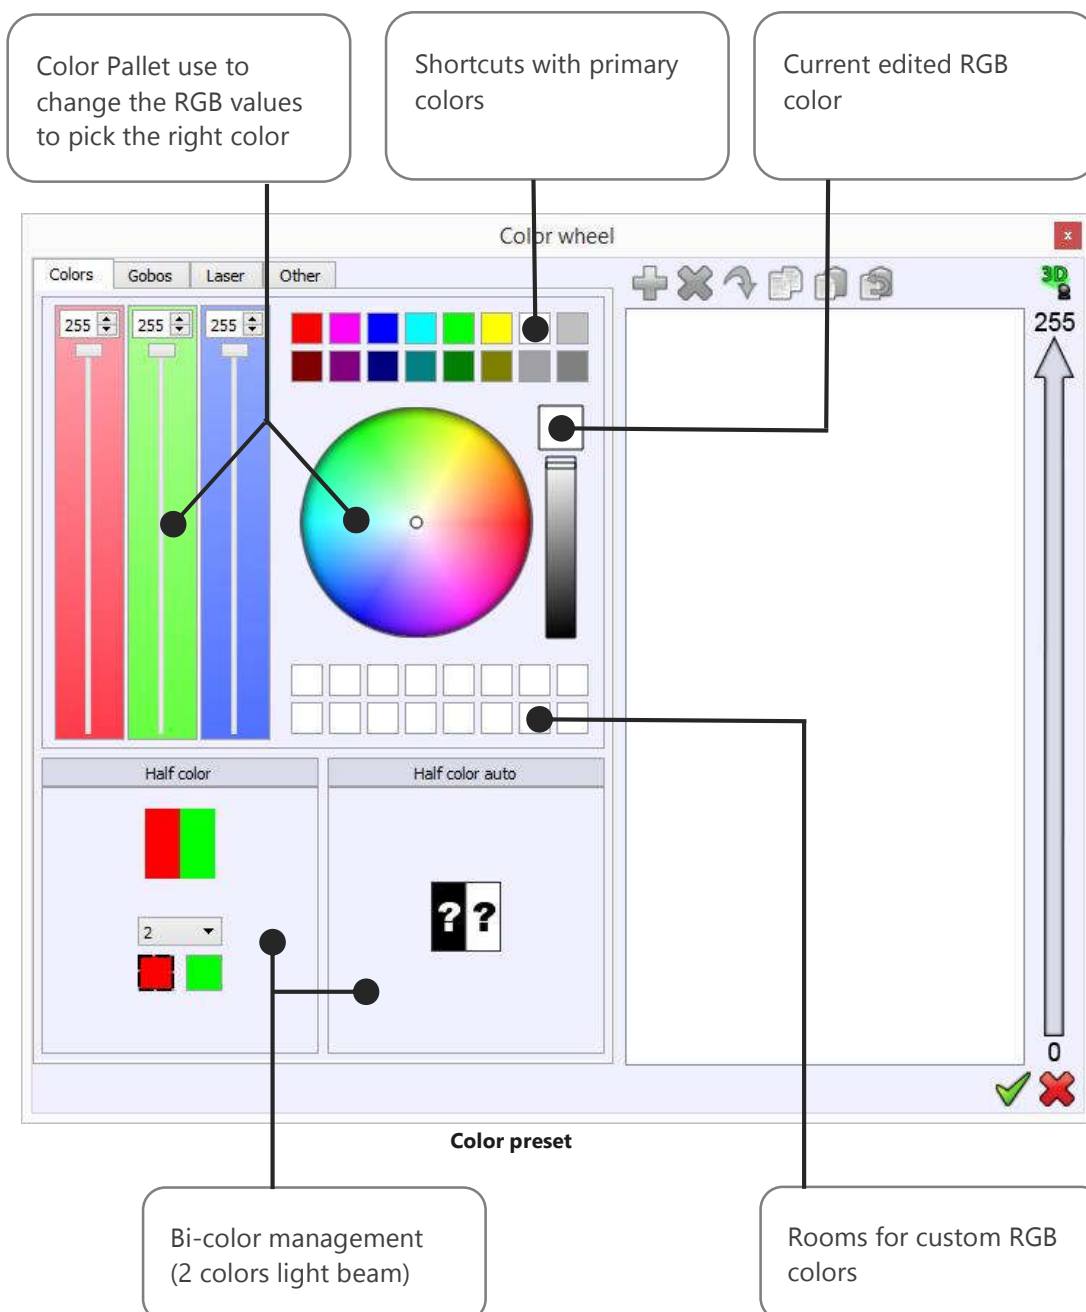 Color Pallet use to
change the RGB values
to pick the right color
Shortcuts with primary
colors
Current edited RGB
color
Color wheel
x
Colors
Gobos
Laser
Other
3D
255
255
255
255
Half color
Half color auto
? ?
2
0
Color preset
Bi-color management
(2 colors light beam)
Rooms for custom RGB
colors